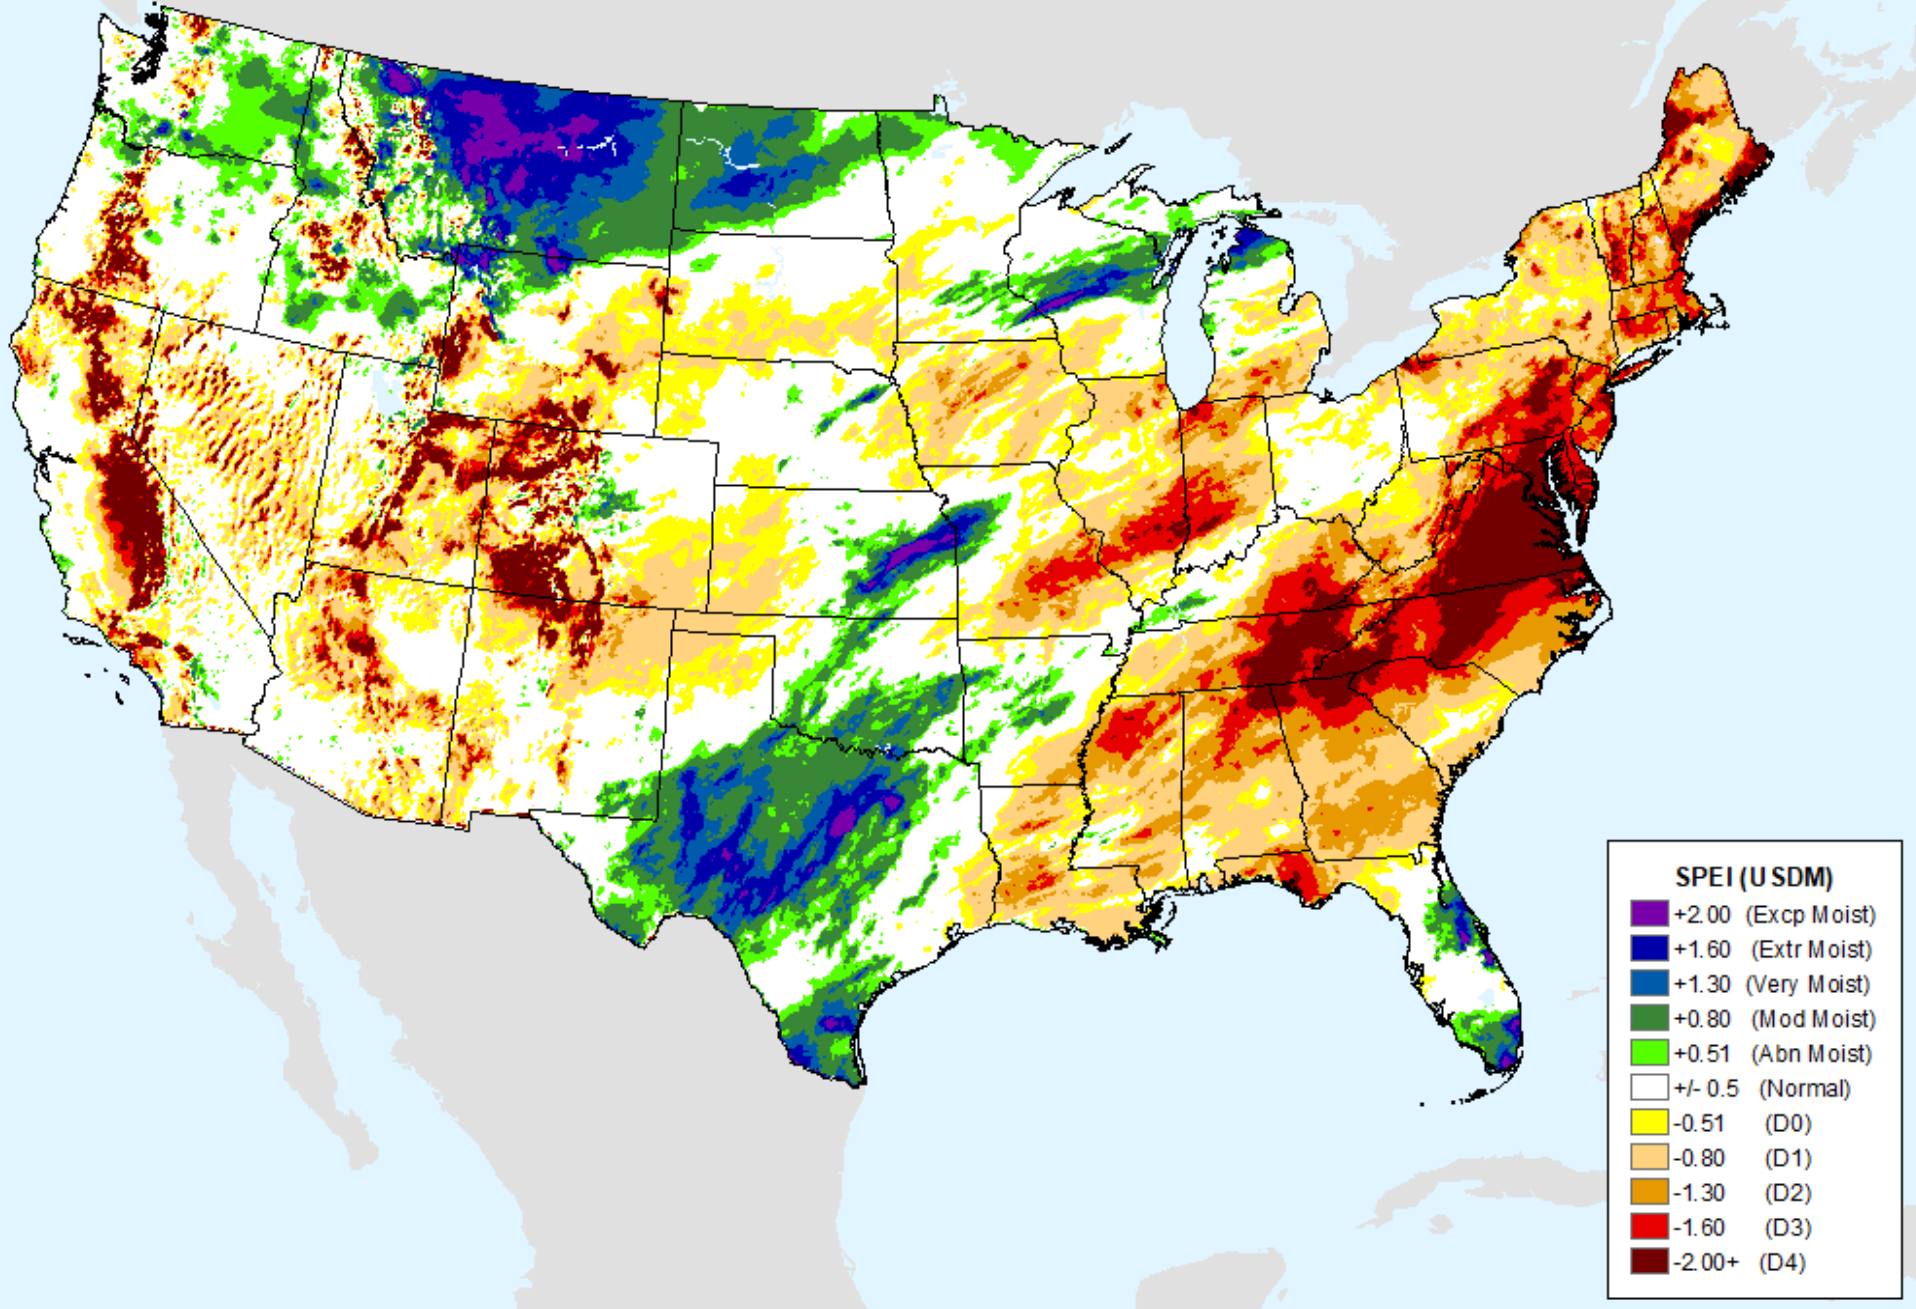 SPEI (USDM)
+2.00 (Excp Moist)
+1.60 (Extr Moist)
+1.30 (Very Moist)
+0.80 (Mod Moist)
+0.51 (Abn Moist)
+/- 0.5 (Normal)
-0.51 (D0)
-0.80 (D1)
-1.30 (D2)
-1.60 (D3)
-2.00+ (D4)